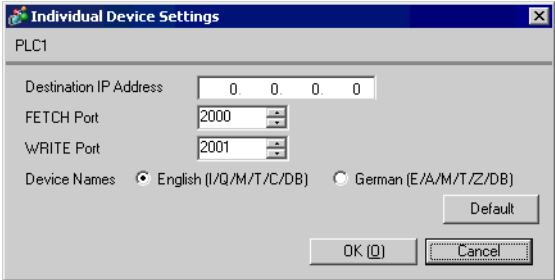 Individual Device Settings
PLC1
Destination IP Address 0. 0. 0. 0
FETCH Port 2000
WRITE Port 2001
Device Names English (I/Q/M/T/C/DB) German (E/A/M/T/Z/DB)
Default
OK (O) Cancel